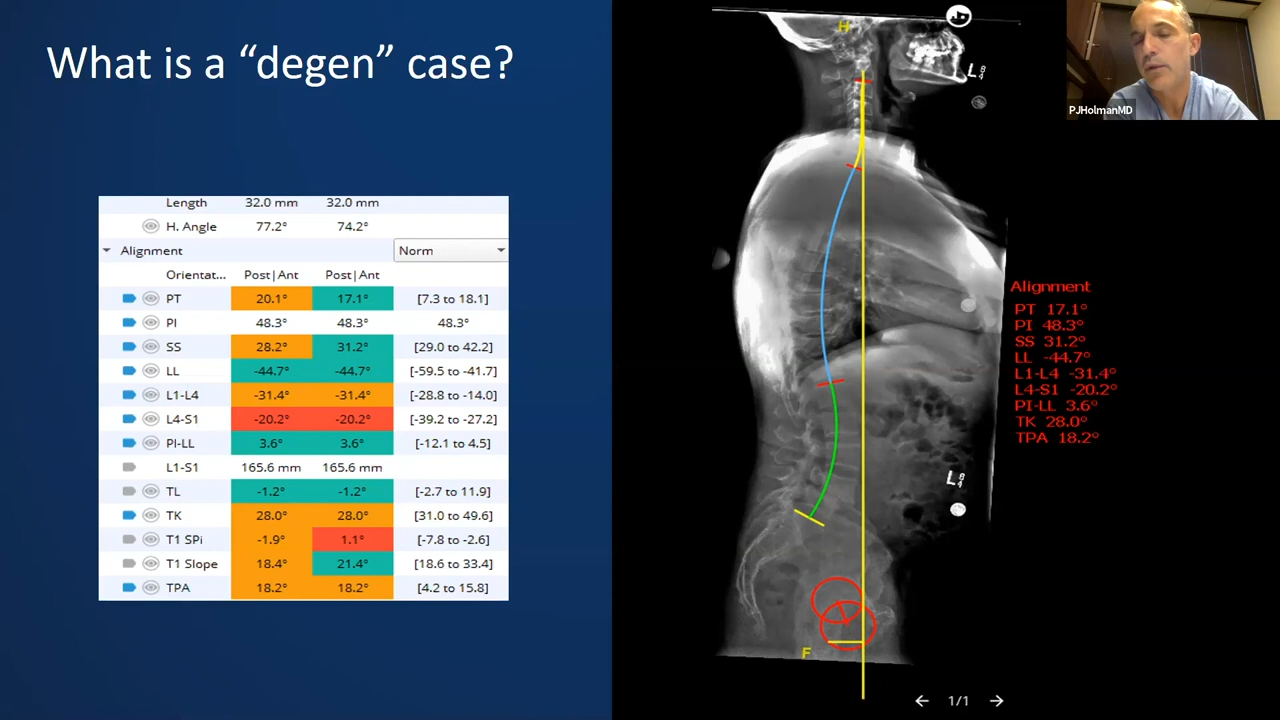 What is a “degen” case?
Length 32.0 mm 32.0 mm
H. Angle 77.2° 74.2°
Alignment Norm
Orientat... Post|Ant Post|Ant
PT 20.1° 17.1° [7.3 to 18.1]
PI 48.3° 48.3° 48.3°
SS 28.2° 31.2° [29.0 to 42.2]
LL -44.7° -44.7° [-59.5 to -41.7]
L1-L4 -31.4° -31.4° [-28.8 to -14.0]
L4-S1 -20.2° -20.2° [-39.2 to -27.2]
PI-LL 3.6° 3.6° [-12.1 to 4.5]
L1-S1 165.6 mm 165.6 mm
TL -1.2° -1.2° [-2.7 to 11.9]
TK 28.0° 28.0° [31.0 to 49.6]
T1 SPi -1.9° 1.1° [-7.8 to -2.6]
T1 Slope 18.4° 21.4° [18.6 to 33.4]
TPA 18.2° 18.2° [4.2 to 15.8]
H
L
L
F
Alignment
PT 17.1°
PI 48.3°
SS 31.2°
LL -44.7°
L1-L4 -31.4°
L4-S1 -20.2°
PI-LL 3.6°
TK 28.0°
TPA 18.2°
1/1
PJHolmanMD